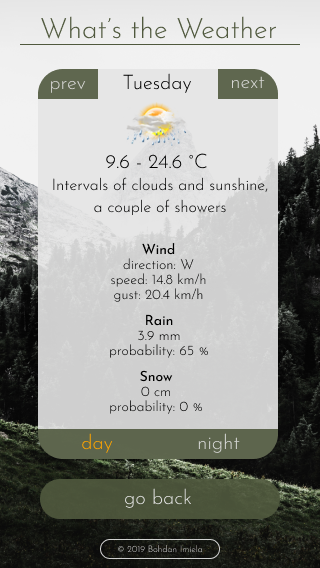 What's the Weather
prev
Tuesday
next
9.6 - 24.6 °C
Intervals of clouds and sunshine,
a couple of showers
Wind
direction: W
speed: 14.8 km/h
gust: 20.4 km/h
Rain
3.9 mm
probability: 65 %
Snow
0 cm
probability: 0 %
day
night
go back
© 2019 Bohdan Imiela